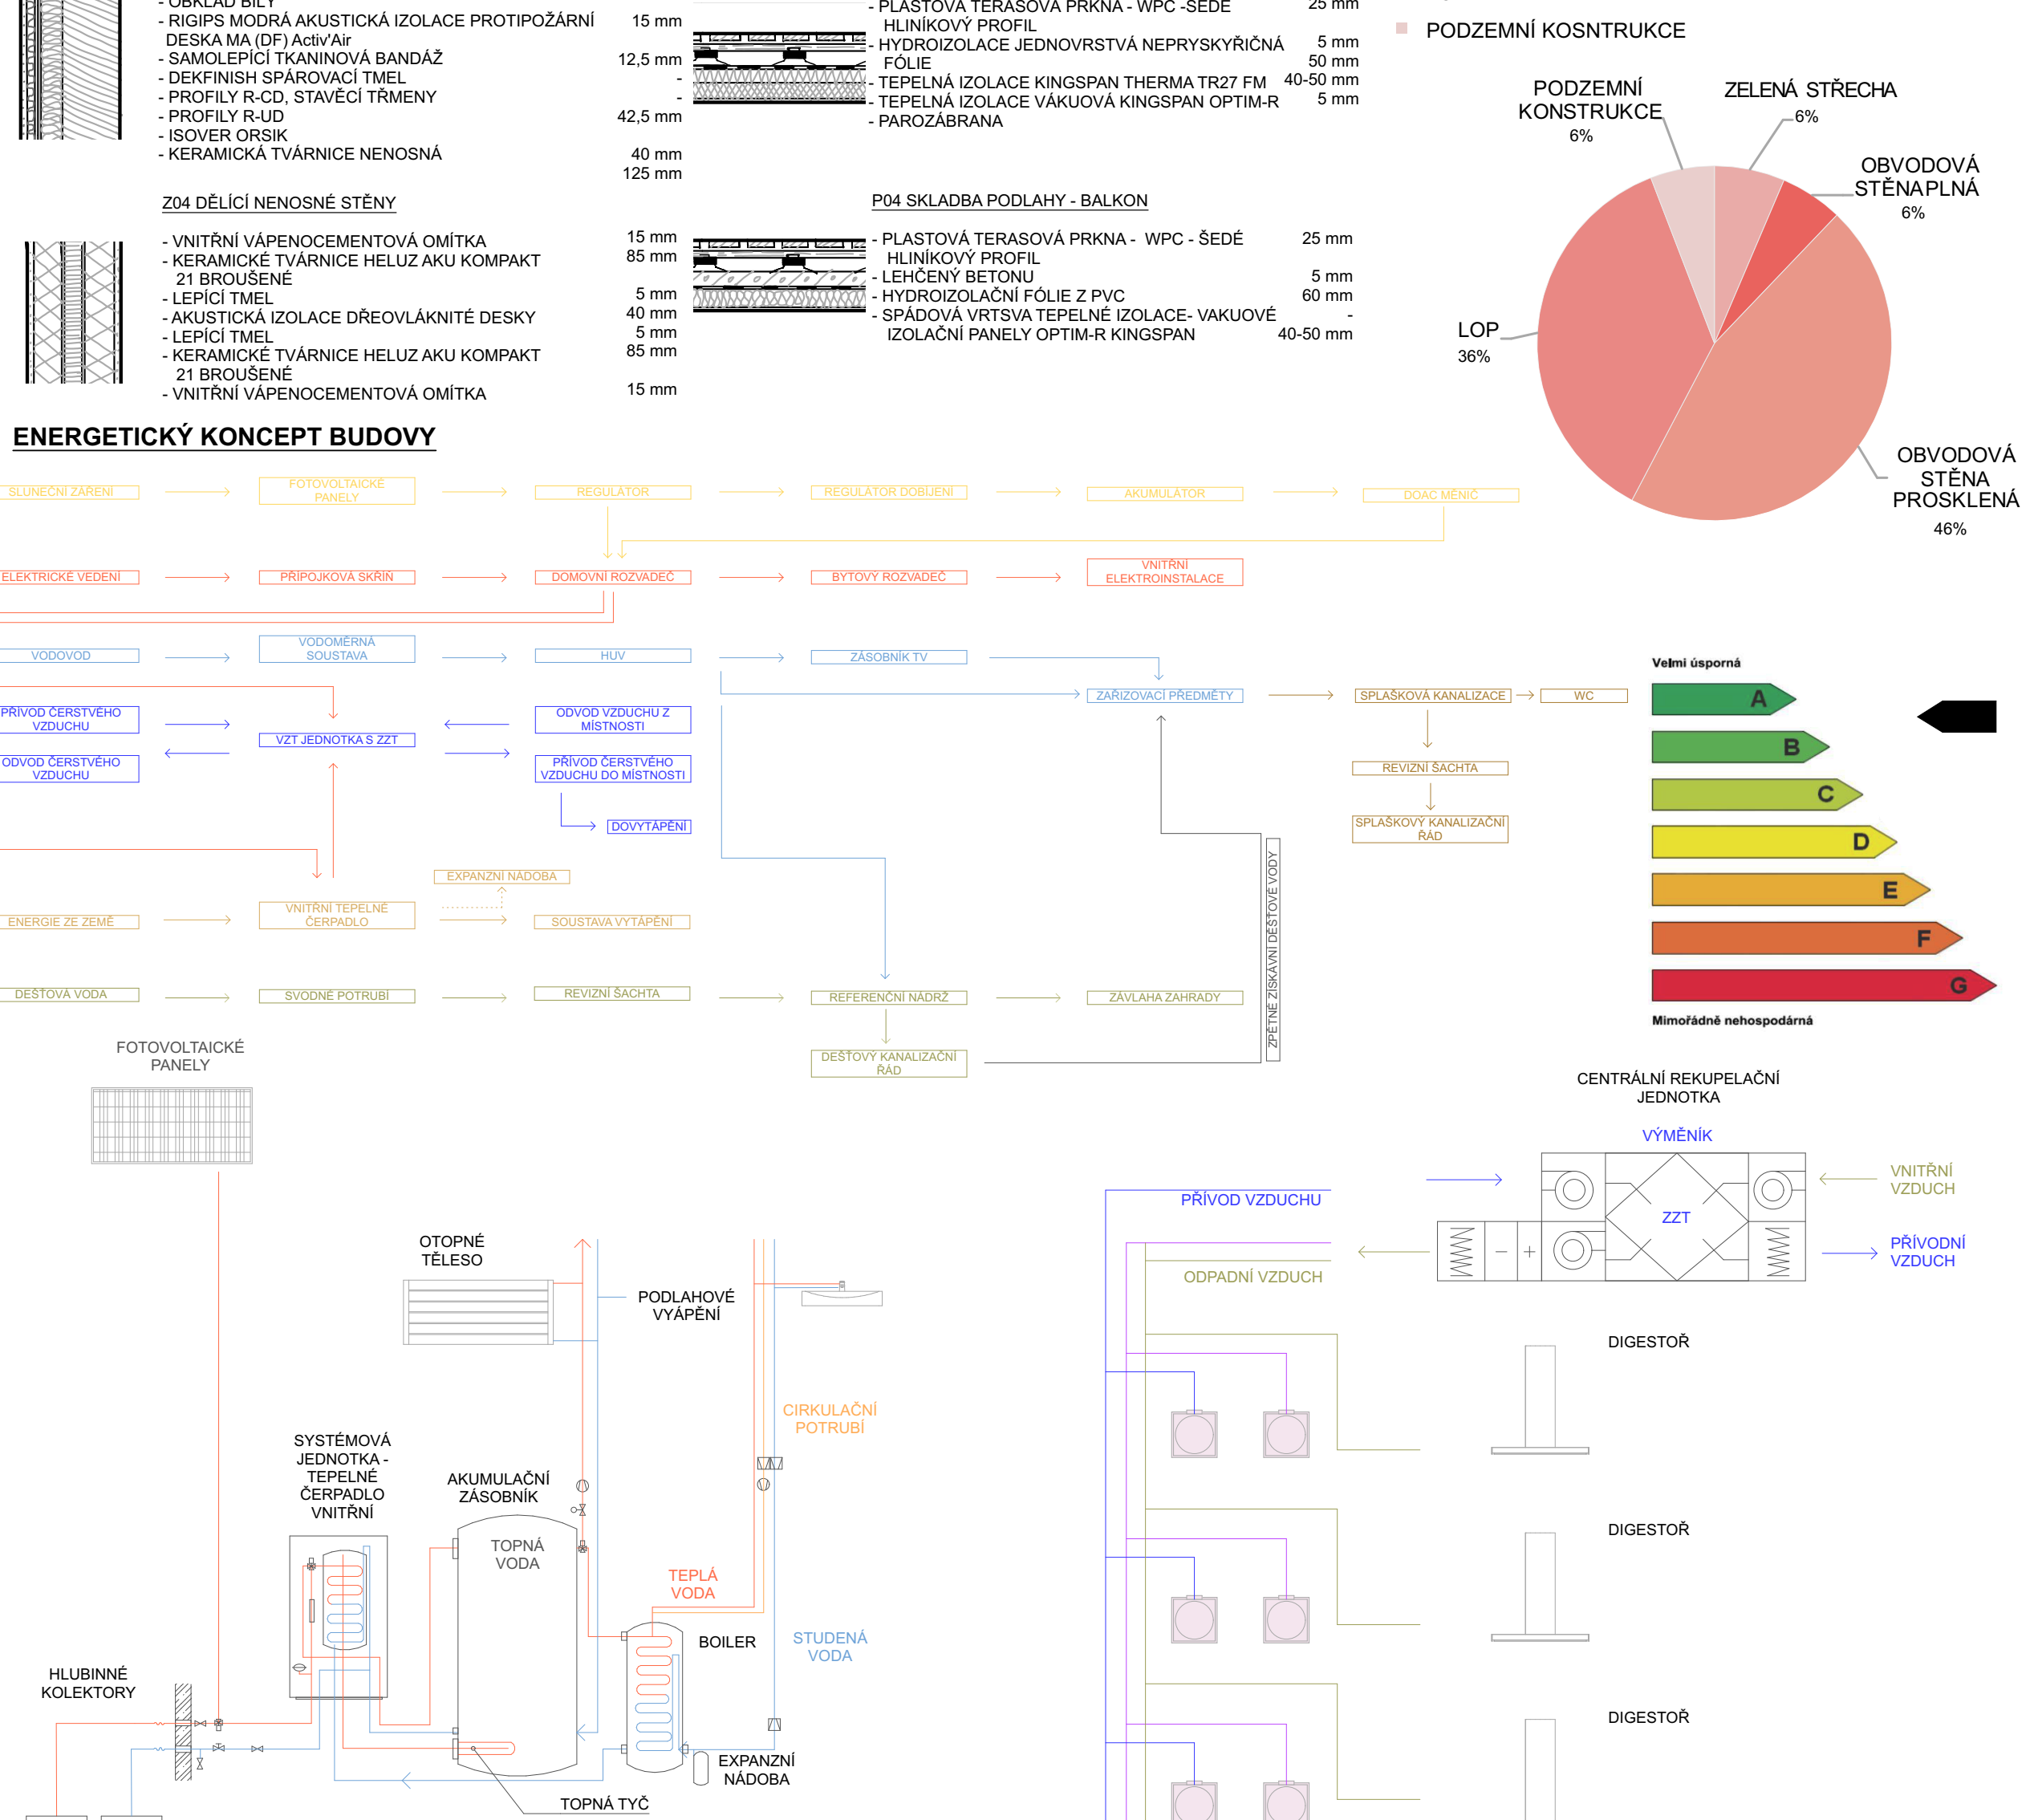 - OBKLAD BÍLÝ
- RIGIPS MODRÁ AKUSTICKÁ IZOLACE PROTIPOŽÁRNÍ
DESKA MA (DF) Activ'Air
- SAMOLEPÍCÍ TKANINOVÁ BANDÁŽ
- DEKFINISH SPÁROVACÍ TMEL
- PROFILY R-CD, STAVĚCÍ TŘMENY
- PROFILY R-UD
- ISOVER ORSIK
- KERAMICKÁ TVÁRNICE NENOSNÁ
15 mm
12,5 mm
-
-
42,5 mm
40 mm
125 mm
- PLASTOVÁ TERASOVÁ PRKNA - WPC -ŠEDÉ
HLINÍKOVÝ PROFIL
- HYDROIZOLACE JEDNOVRSTVÁ NEPRYSKYŘIČNÁ
FÓLIE
- TEPELNÁ IZOLACE KINGSPAN THERMA TR27 FM
- TEPELNÁ IZOLACE VÁKUOVÁ KINGSPAN OPTIM-R
- PAROZÁBRANA
25 mm
5 mm
50 mm
40-50 mm
5 mm
PODZEMNÍ KOSNTRUKCE
PODZEMNÍ
KONSTRUKCE
6%
ZELENÁ STŘECHA
6%
OBVODOVÁ
STĚNAPLNÁ
6%
LOP
36%
OBVODOVÁ
STĚNA
PROSKLENÁ
46%
Z04 DĚLÍCÍ NENOSNÉ STĚNY
- VNITŘNÍ VÁPENOCEMENTOVÁ OMÍTKA
- KERAMICKÉ TVÁRNICE HELUZ AKU KOMPAKT
21 BROUŠENÉ
- LEPÍCÍ TMEL
- AKUSTICKÁ IZOLACE DŘEOVLÁKNITÉ DESKY
- LEPÍCÍ TMEL
- KERAMICKÉ TVÁRNICE HELUZ AKU KOMPAKT
21 BROUŠENÉ
- VNITŘNÍ VÁPENOCEMENTOVÁ OMÍTKA
15 mm
85 mm
5 mm
40 mm
5 mm
85 mm
15 mm
P04 SKLADBA PODLAHY - BALKON
- PLASTOVÁ TERASOVÁ PRKNA - WPC - ŠEDÉ
HLINÍKOVÝ PROFIL
- LEHČENÝ BETONU
- HYDROIZOLAČNÍ FÓLIE Z PVC
- SPÁDOVÁ VRTSVA TEPELNÉ IZOLACE- VAKUOVÉ
IZOLAČNÍ PANELY OPTIM-R KINGSPAN
25 mm
5 mm
60 mm
-
40-50 mm
ENERGETICKÝ KONCEPT BUDOVY
SLUNEČNÍ ZÁŘENÍ
FOTOVOLTAICKÉ
PANELY
REGULÁTOR
REGULÁTOR DOBÍJENÍ
AKUMULÁTOR
DOAC MĚNIČ
ELEKTRICKÉ VEDENÍ
PŘÍPOJKOVÁ SKŘÍŇ
DOMOVNÍ ROZVADEČ
BYTOVÝ ROZVADEČ
VNITŘNÍ
ELEKTROINSTALACE
VODOVOD
VODOMĚRNÁ
SOUSTAVA
HUV
ZÁSOBNÍK TV
ZAŘIZOVACÍ PŘEDMĚTY
SPLAŠKOVÁ KANALIZACE
WC
REVIZNÍ ŠACHTA
SPLAŠKOVÝ KANALIZAČNÍ
ŘÁD
PŘÍVOD ČERSTVÉHO
VZDUCHU
ODVOD ČERSTVÉHO
VZDUCHU
VZT JEDNOTKA S ZZT
ODVOD VZDUCHU Z
MÍSTNOSTI
PŘÍVOD ČERSTVÉHO
VZDUCHU DO MÍSTNOSTI
DOVYTÁPĚNÍ
EXPANZNÍ NÁDOBA
ENERGIE ZE ZEMĚ
VNITŘNÍ TEPELNÉ
ČERPADLO
SOUSTAVA VYTÁPĚNÍ
DEŠŤOVÁ VODA
SVODNÉ POTRUBÍ
REVIZNÍ ŠACHTA
REFERENČNÍ NÁDRŽ
ZÁVLAHA ZAHRADY
DEŠŤOVÝ KANALIZAČNÍ
ŘÁD
ZPĚTNÉ ZÍSKÁVNÍ DĚŠŤOVÉ VODY
Velmi úsporná
A
B
C
D
E
F
G
Mimořádně nehospodárná
FOTOVOLTAICKÉ
PANELY
OTOPNÉ
TĚLESO
PODLAHOVÉ
VYÁPĚNÍ
CIRKULAČNÍ
POTRUBÍ
SYSTÉMOVÁ
JEDNOTKA -
TEPELNÉ
ČERPADLO
VNITŘNÍ
AKUMULAČNÍ
ZÁSOBNÍK
TOPNÁ
VODA
TEPLÁ
VODA
BOILER
STUDENÁ
VODA
HLUBINNÉ
KOLEKTORY
EXPANZNÍ
NÁDOBA
TOPNÁ TYČ
CENTRÁLNÍ REKUPELAČNÍ
JEDNOTKA
VÝMĚNÍK
ZZT
- +
VNITŘNÍ
VZDUCH
PŘÍVODNÍ
VZDUCH
PŘÍVOD VZDUCHU
ODPADNÍ VZDUCH
DIGESTOŘ
DIGESTOŘ
DIGESTOŘ